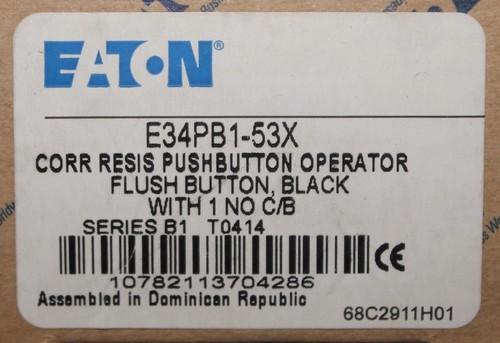 EATON
E34PB1-53X
CORR RESIS PUSHBUTTON OPERATOR
FLUSH BUTTON, BLACK
WITH 1 NO C/B
SERIES B1 T0414
CE
10782113704286
Assembled in Dominican Republic
68C2911H01